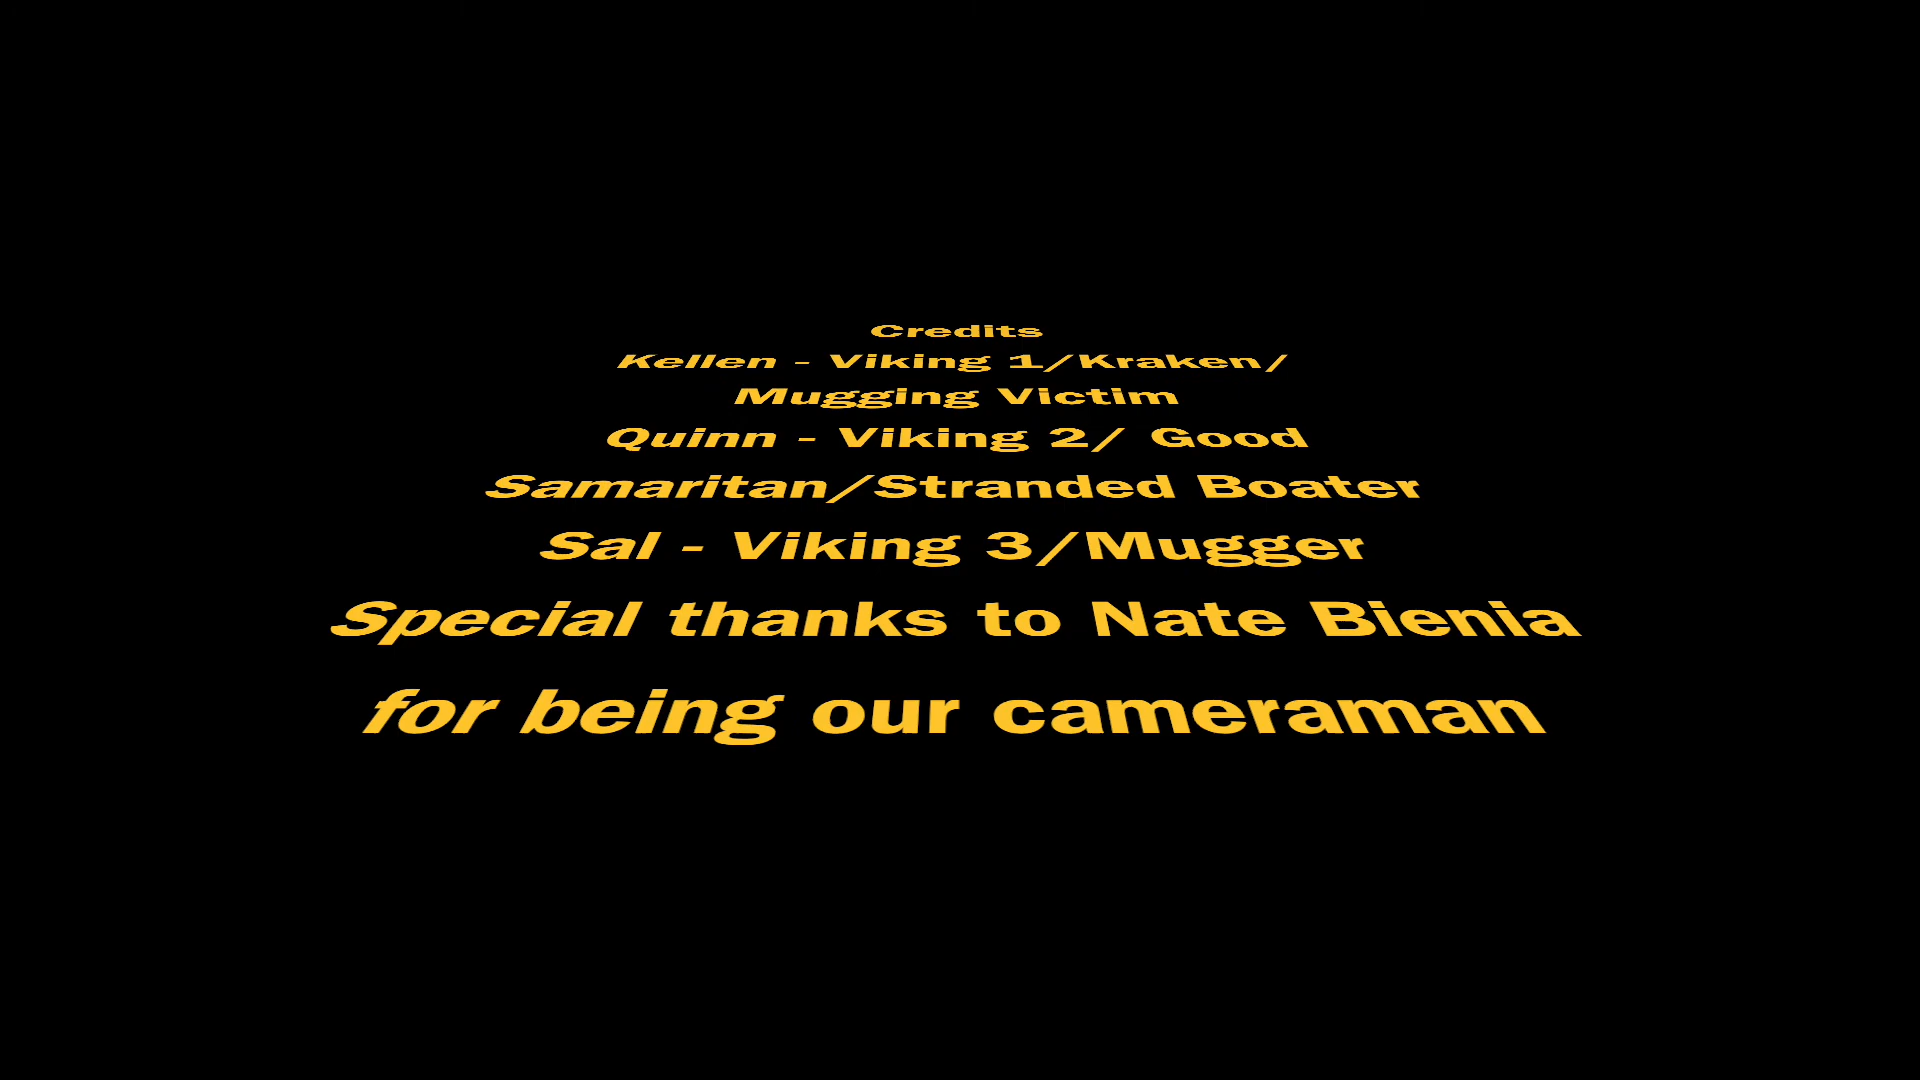 Credits
Kellen - Viking 1/Kraken/
Mugging Victim
Quinn - Viking 2/ Good
Samaritan/Stranded Boater
Sal - Viking 3/Mugger
Special thanks to Nate Bienia
for being our cameraman